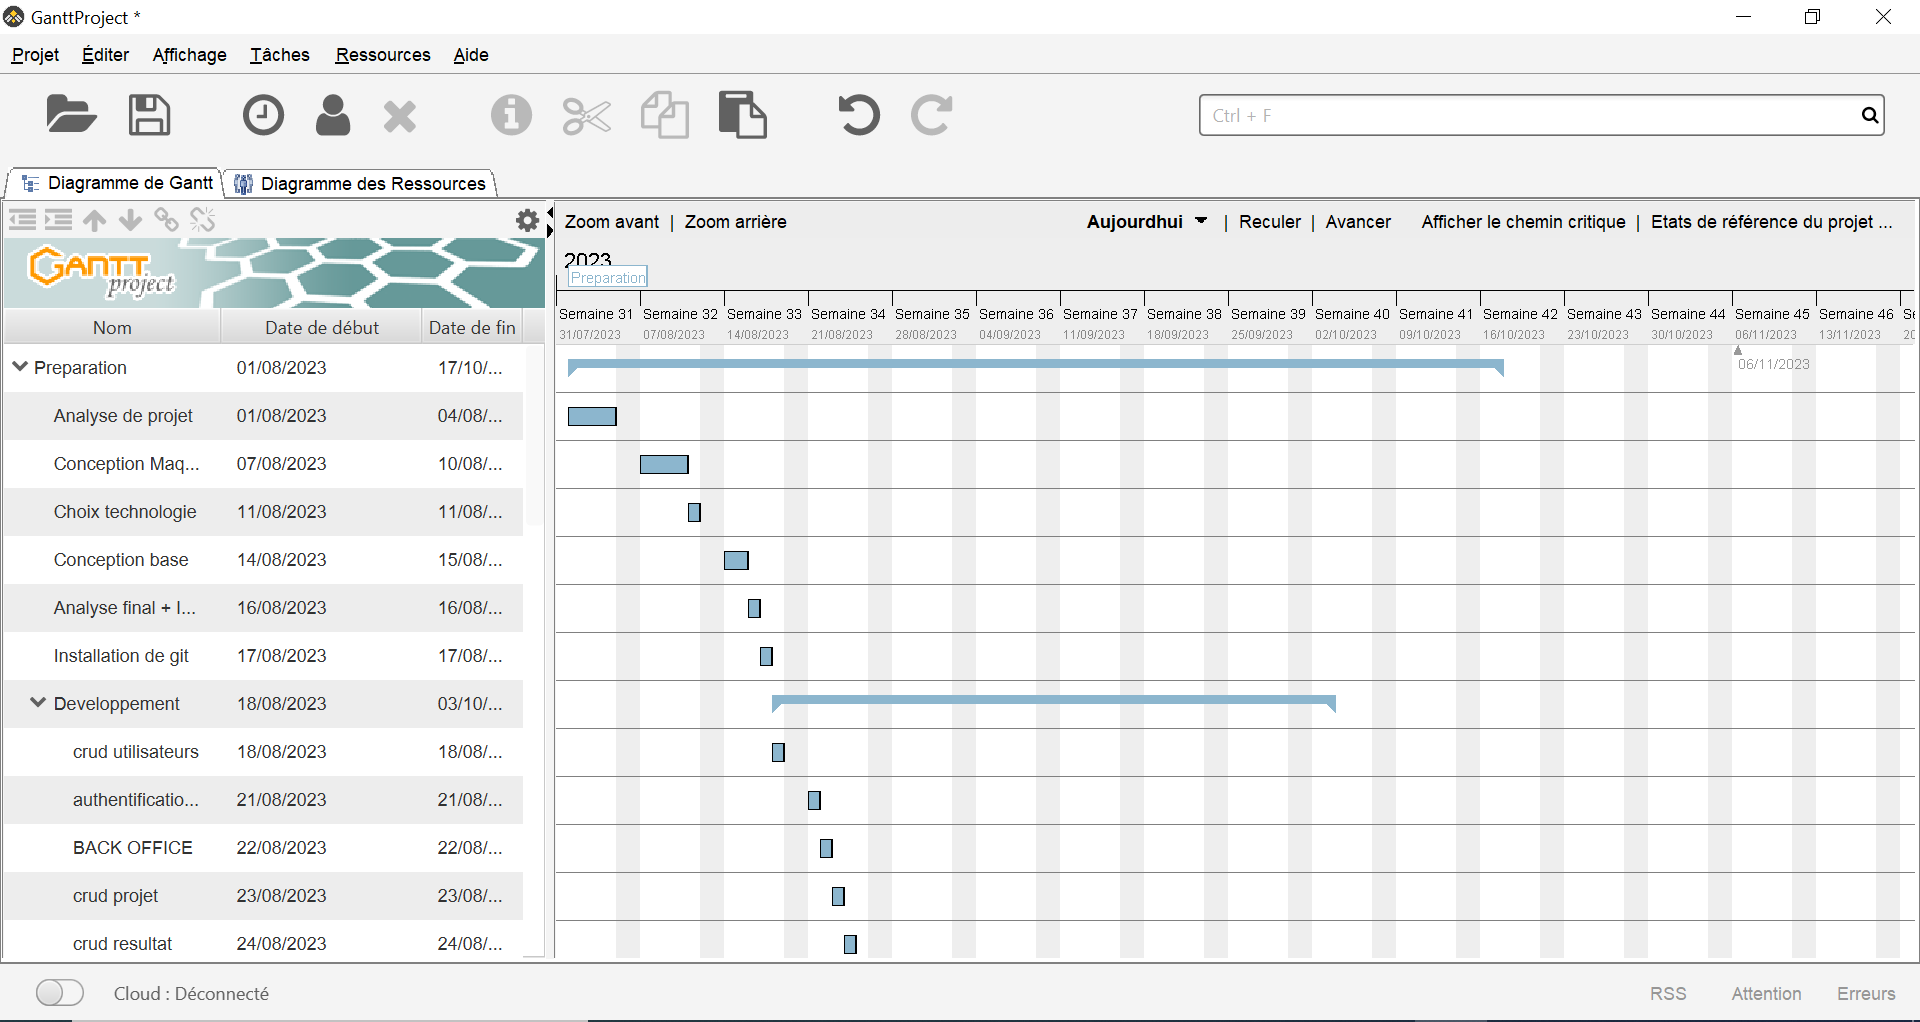 GanttProject *
Projet Éditer Affichage Tâches Ressources Aide
Ctrl + F
Diagramme de Gantt Diagramme des Ressources
Zoom avant | Zoom arrière Aujourdhui | Reculer | Avancer Afficher le chemin critique | Etats de référence du projet ...
GANTT project
2023
Preparation
Nom Date de début Date de fin
Semaine 31 Semaine 32 Semaine 33 Semaine 34 Semaine 35 Semaine 36 Semaine 37 Semaine 38 Semaine 39 Semaine 40 Semaine 41 Semaine 42 Semaine 43 Semaine 44 Semaine 45 Semaine 46
31/07/2023 07/08/2023 14/08/2023 21/08/2023 28/08/2023 04/09/2023 11/09/2023 18/09/2023 25/09/2023 02/10/2023 09/10/2023 16/10/2023 23/10/2023 30/10/2023 06/11/2023 13/11/2023 20
06/11/2023
Preparation 01/08/2023 17/10/...
Analyse de projet 01/08/2023 04/08/...
Conception Maq... 07/08/2023 10/08/...
Choix technologie 11/08/2023 11/08/...
Conception base 14/08/2023 15/08/...
Analyse final + I... 16/08/2023 16/08/...
Installation de git 17/08/2023 17/08/...
Developpement 18/08/2023 03/10/...
crud utilisateurs 18/08/2023 18/08/...
authentificatio... 21/08/2023 21/08/...
BACK OFFICE 22/08/2023 22/08/...
crud projet 23/08/2023 23/08/...
crud resultat 24/08/2023 24/08/...
Cloud : Déconnecté RSS Attention Erreurs